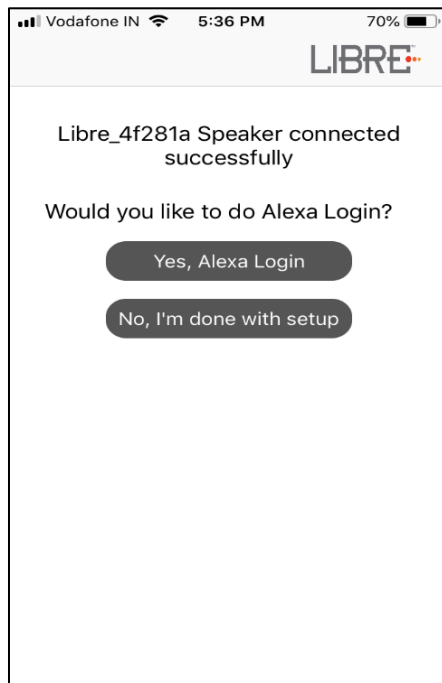 Vodafone IN 5:36 PM 70%
LIBRE
Libre_4f281a Speaker connected
successfully
Would you like to do Alexa Login?
Yes, Alexa Login
No, I'm done with setup